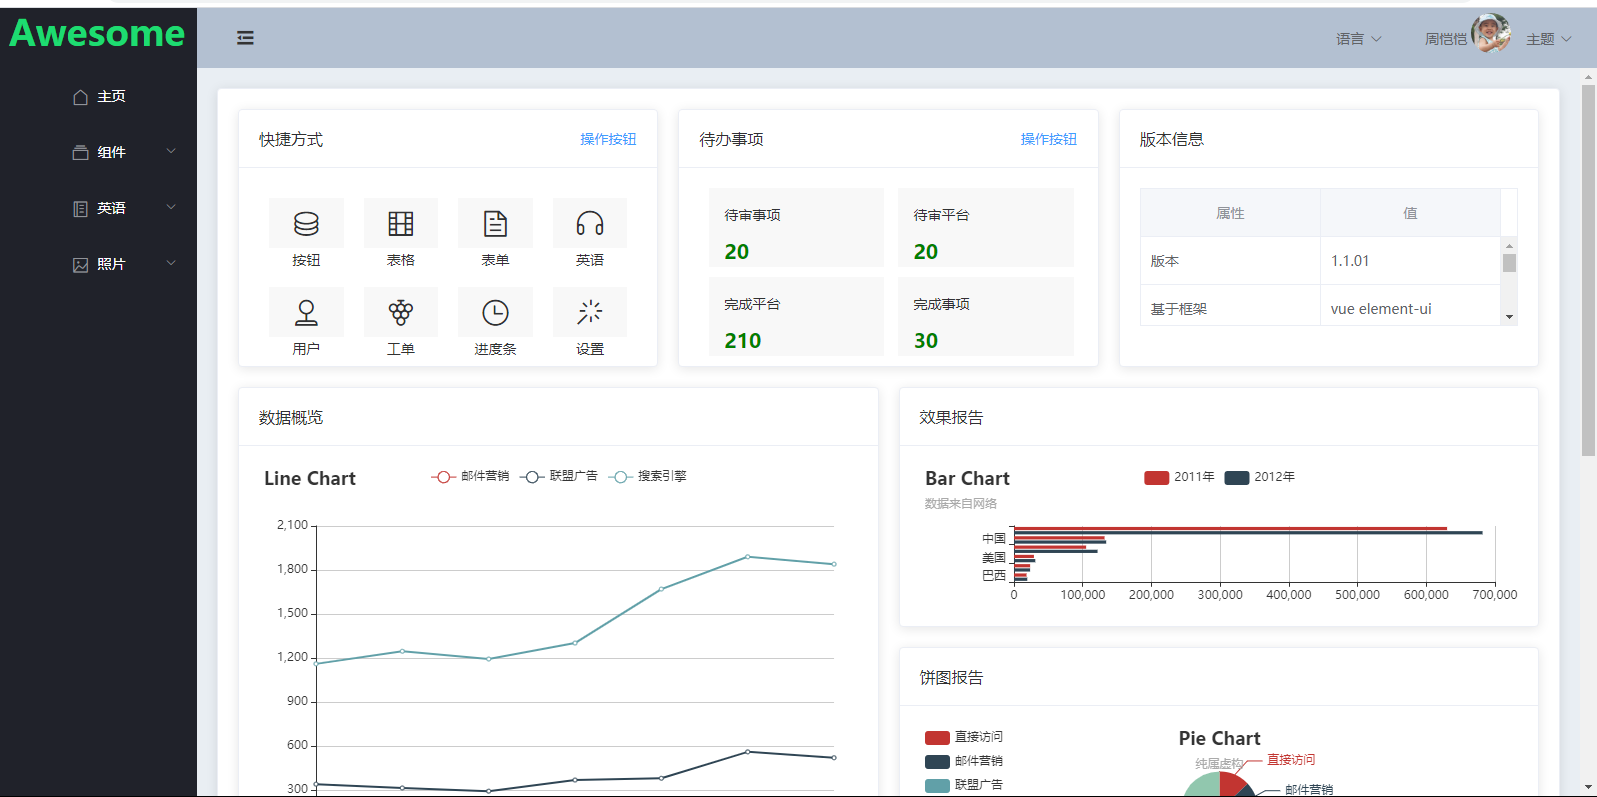 Awesome
语言
周恺恺
主题
主页
组件
英语
照片
快捷方式
操作按钮
按钮
表格
表单
英语
用户
工单
进度条
设置
待办事项
操作按钮
待审事项
20
待审平台
20
完成平台
210
完成事项
30
版本信息
属性 值
版本 1.1.01
基于框架 vue element-ui
数据概览
Line Chart
邮件营销 联盟广告 搜索引擎
2,100
1,800
1,500
1,200
900
600
300
效果报告
Bar Chart
数据来自网络
2011年 2012年
中国
美国
巴西
0 100,000 200,000 300,000 400,000 500,000 600,000 700,000
饼图报告
直接访问
邮件营销
联盟广告
Pie Chart
纯属虚构
直接访问
邮件营销